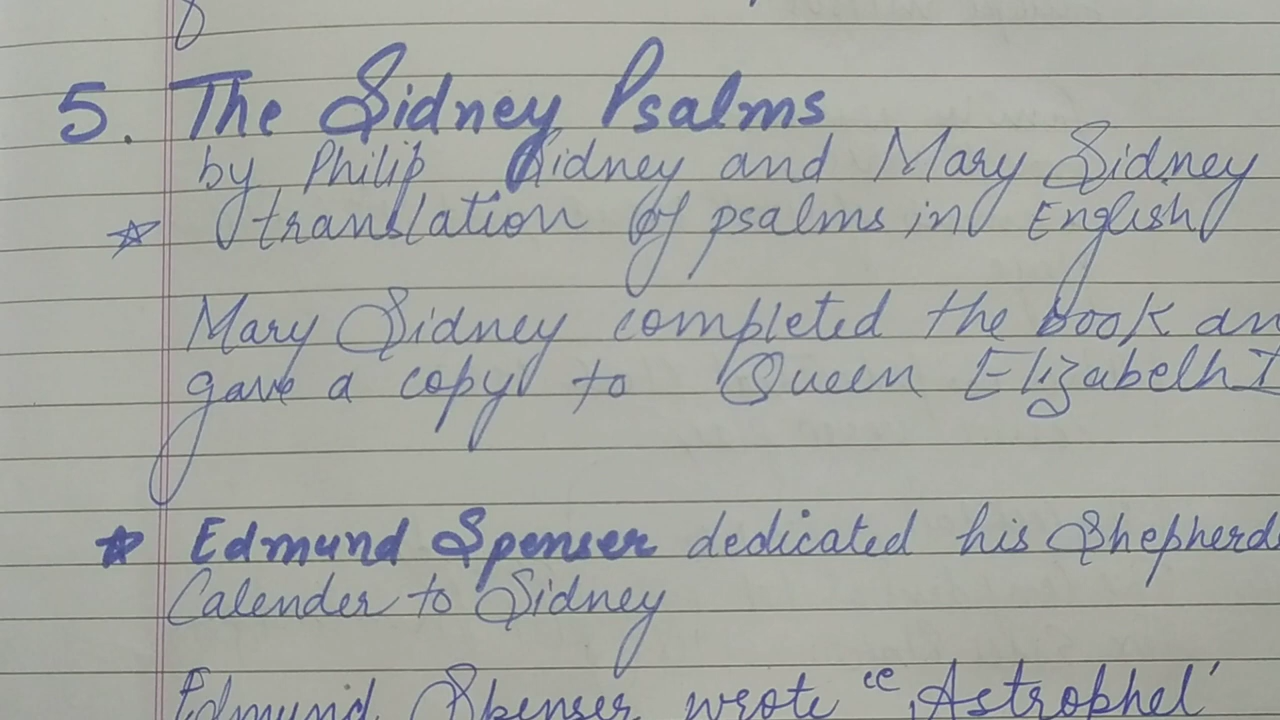 5. The Sidney Psalms
by Philip Sidney and Mary Sidney
☆ translation of psalms in English
Mary Sidney completed the book an
gave a copy to Queen Elizabelh I
☆ Edmund Spenser dedicated his Shepherd
Calender to Sidney
Edmund Spenser wrote “Astrophel’